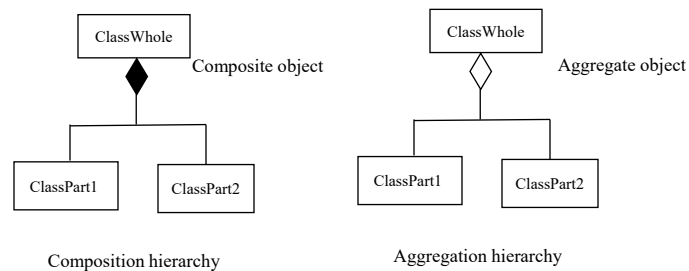 ClassWhole
Composite object
ClassPart1
ClassPart2
Composition hierarchy
ClassWhole
Aggregate object
ClassPart1
ClassPart2
Aggregation hierarchy